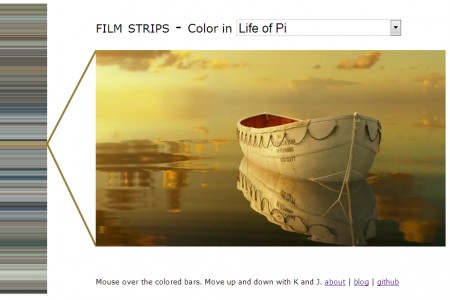 FILM STRIPS - Color in Life of Pi
Mouse over the colored bars. Move up and down with K and J. about | blog | github